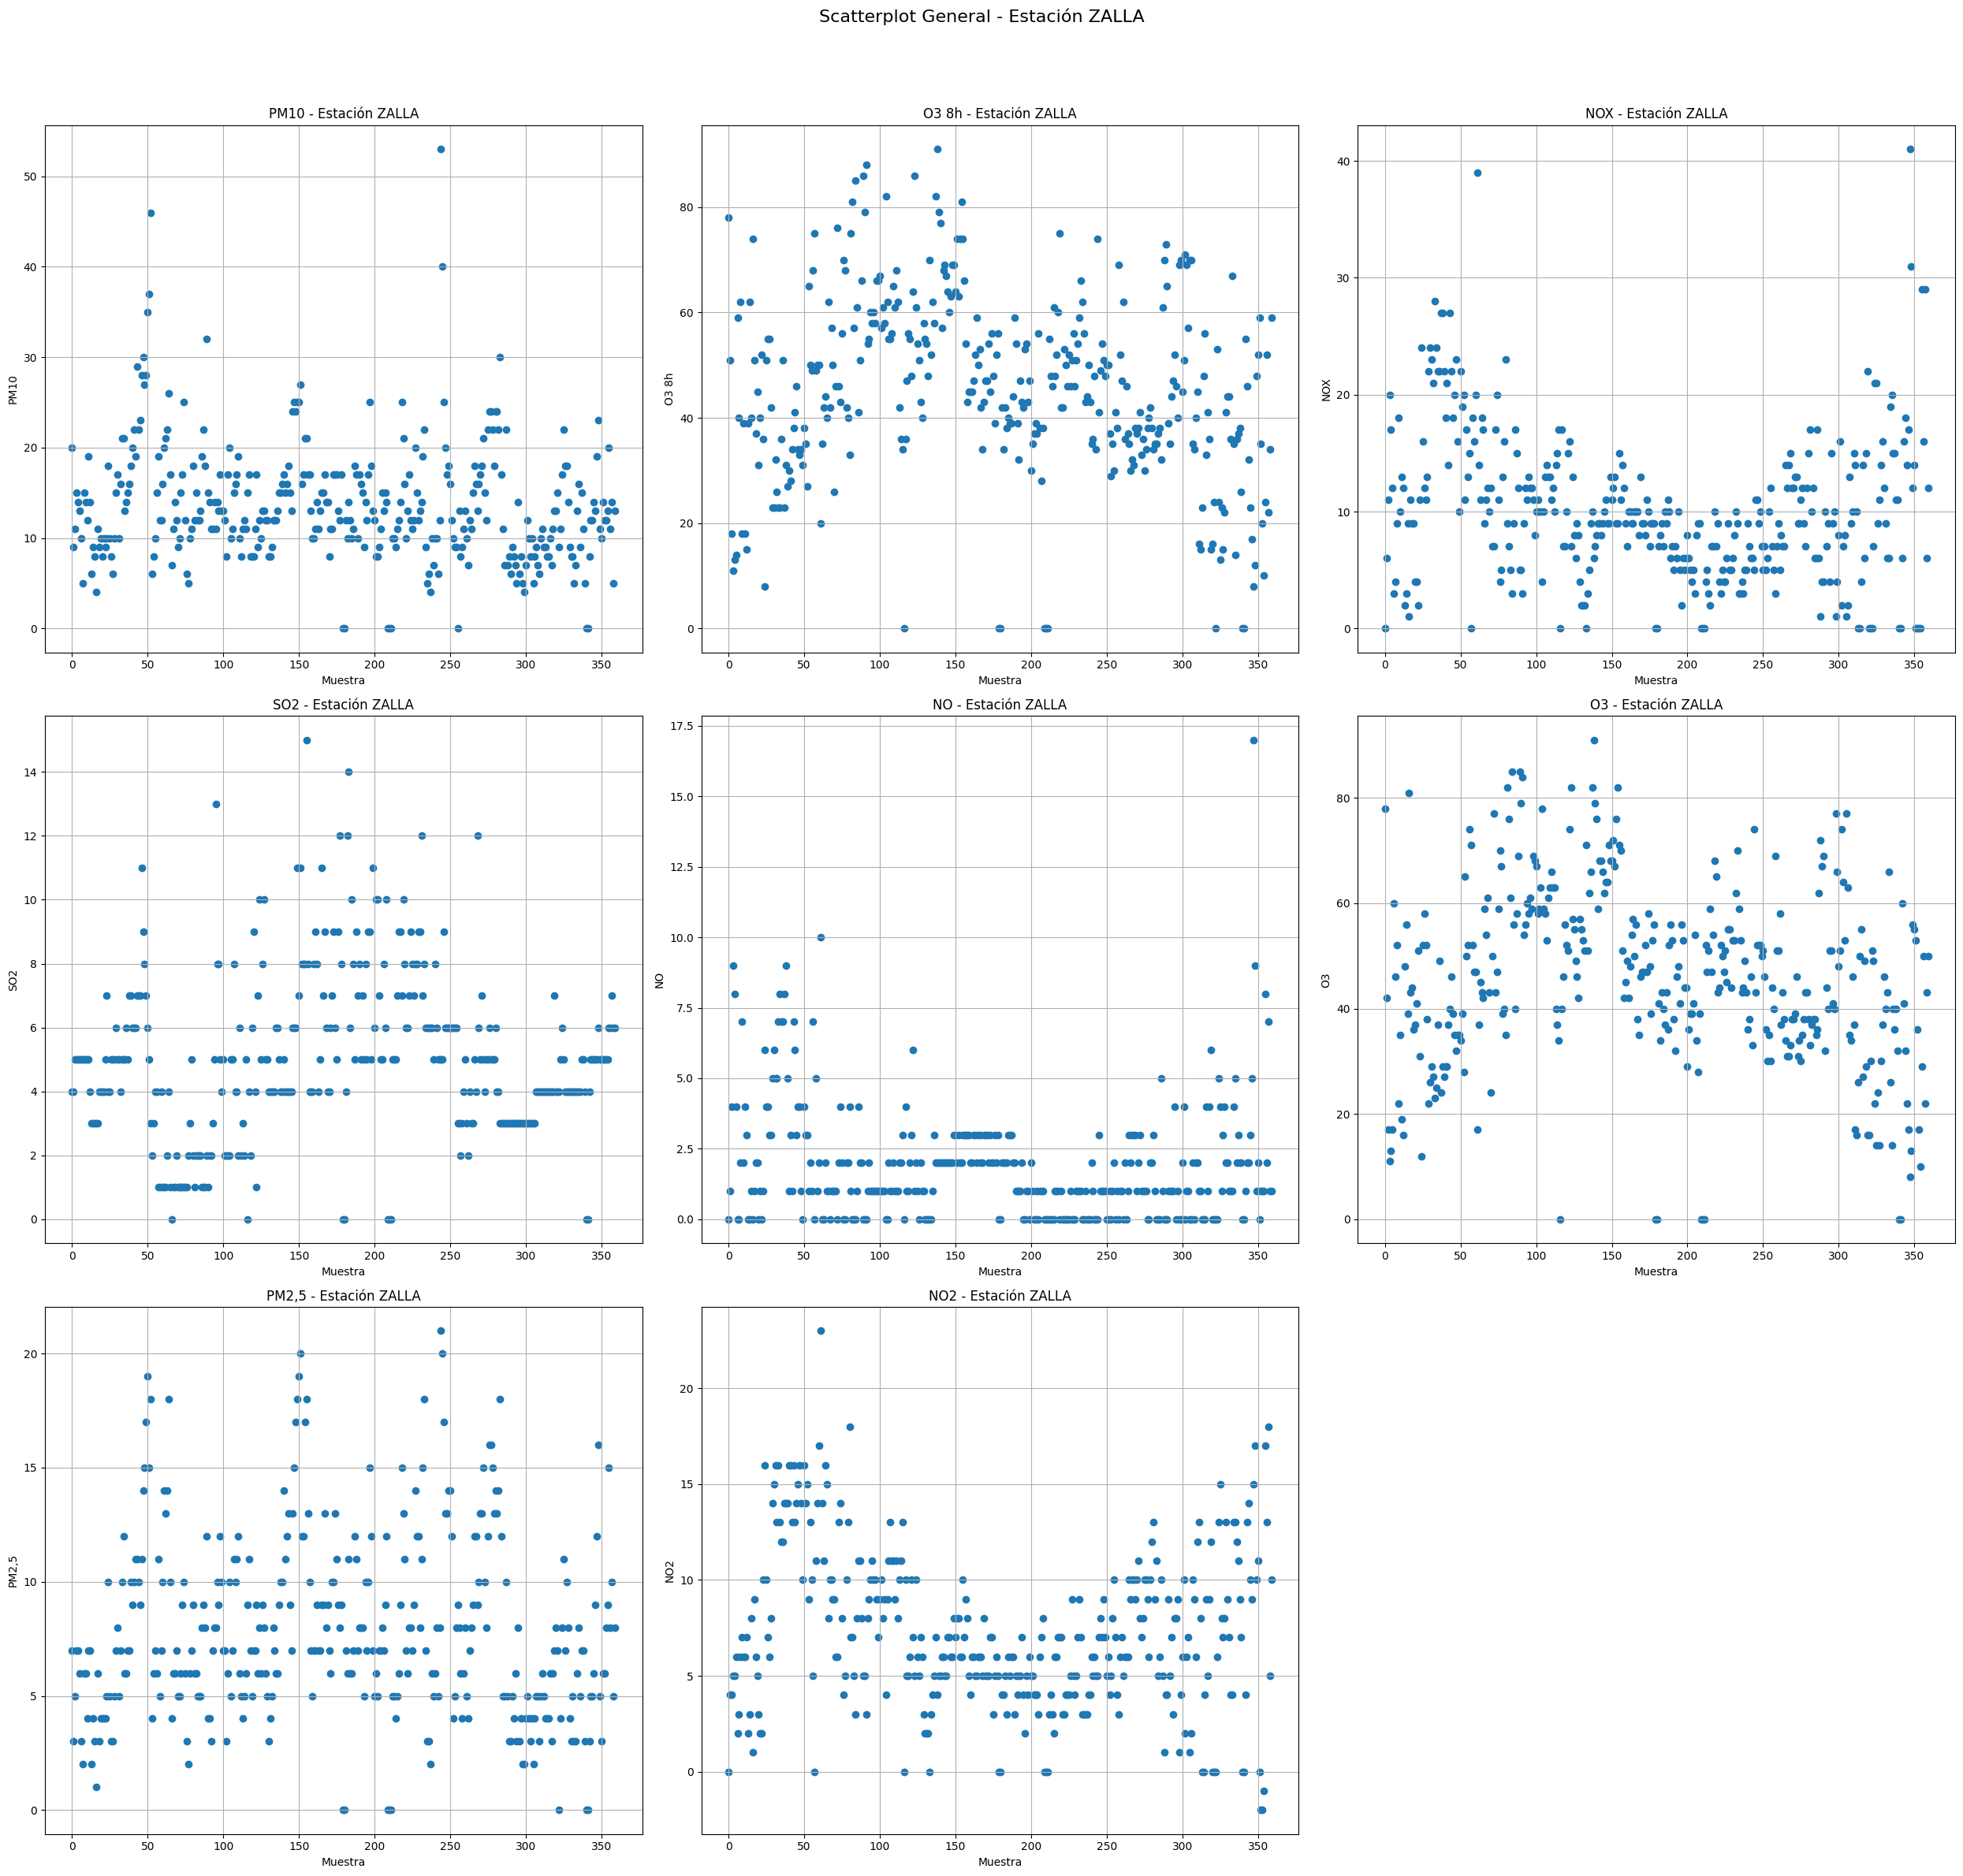 Scatterplot General - Estación ZALLA
PM10 - Estación ZALLA
PM10
50
40
30
20
10
0
0 50 100 150 200 250 300 350
Muestra
O3 8h - Estación ZALLA
O3 8h
80
60
40
20
0
0 50 100 150 200 250 300 350
Muestra
NOX - Estación ZALLA
NOX
40
30
20
10
0
0 50 100 150 200 250 300 350
Muestra
SO2 - Estación ZALLA
SO2
14
12
10
8
6
4
2
0
0 50 100 150 200 250 300 350
Muestra
NO - Estación ZALLA
NO
17.5
15.0
12.5
10.0
7.5
5.0
2.5
0.0
0 50 100 150 200 250 300 350
Muestra
O3 - Estación ZALLA
O3
80
60
40
20
0
0 50 100 150 200 250 300 350
Muestra
PM2,5 - Estación ZALLA
PM2,5
20
15
10
5
0
0 50 100 150 200 250 300 350
Muestra
NO2 - Estación ZALLA
NO2
20
15
10
5
0
0 50 100 150 200 250 300 350
Muestra